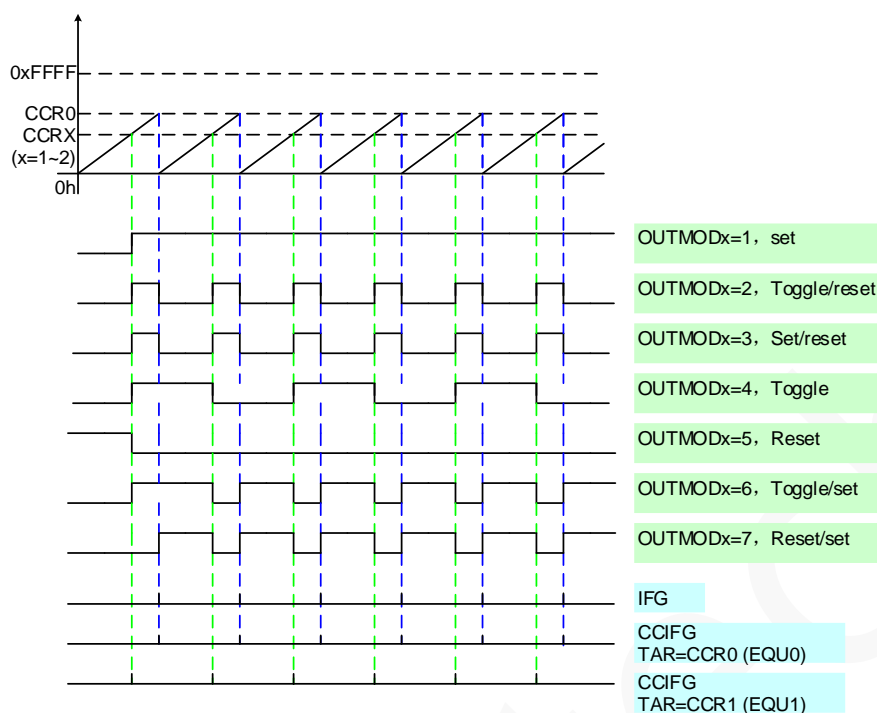 0xFFFF
CCR0
CCRX
(x=1~2)
0h
OUTMODx=1，set
OUTMODx=2，Toggle/reset
OUTMODx=3，Set/reset
OUTMODx=4，Toggle
OUTMODx=5，Reset
OUTMODx=6，Toggle/set
OUTMODx=7，Reset/set
IFG
CCIFG
TAR=CCR0 (EQU0)
CCIFG
TAR=CCR1 (EQU1)